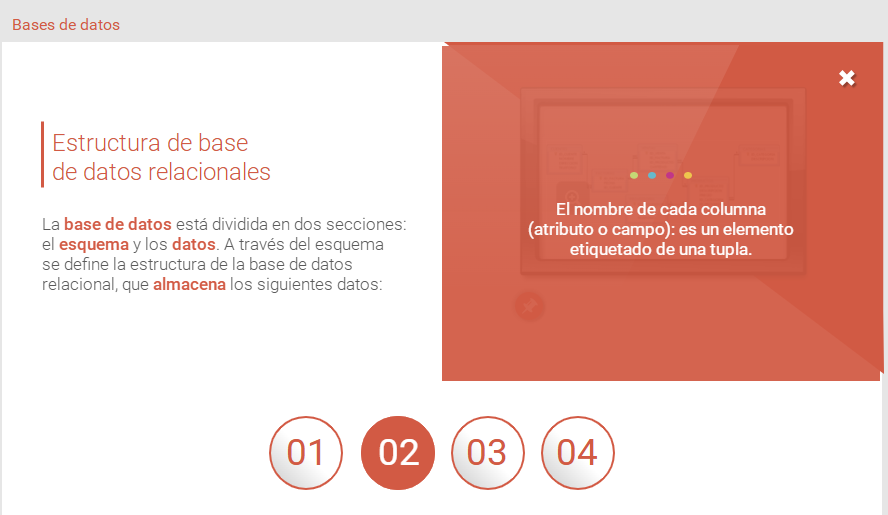 Bases de datos
Estructura de base
de datos relacionales
La base de datos está dividida en dos secciones:
el esquema y los datos. A través del esquema
se define la estructura de la base de datos
relacional, que almacena los siguientes datos:
El nombre de cada columna
(atributo o campo): es un elemento
etiquetado de una tupla.
01
02
03
04